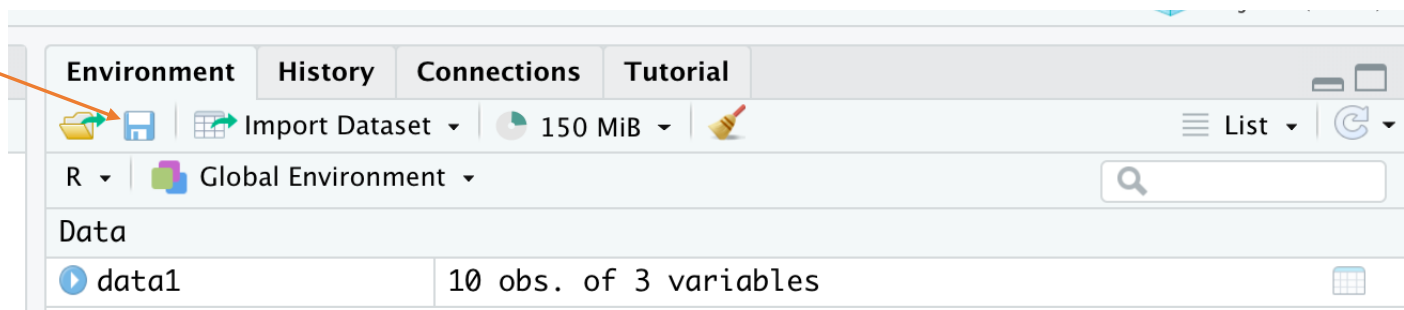 Environment History Connections Tutorial
Import Dataset 150 MiB List
R Global Environment
Data
data1 10 obs. of 3 variables